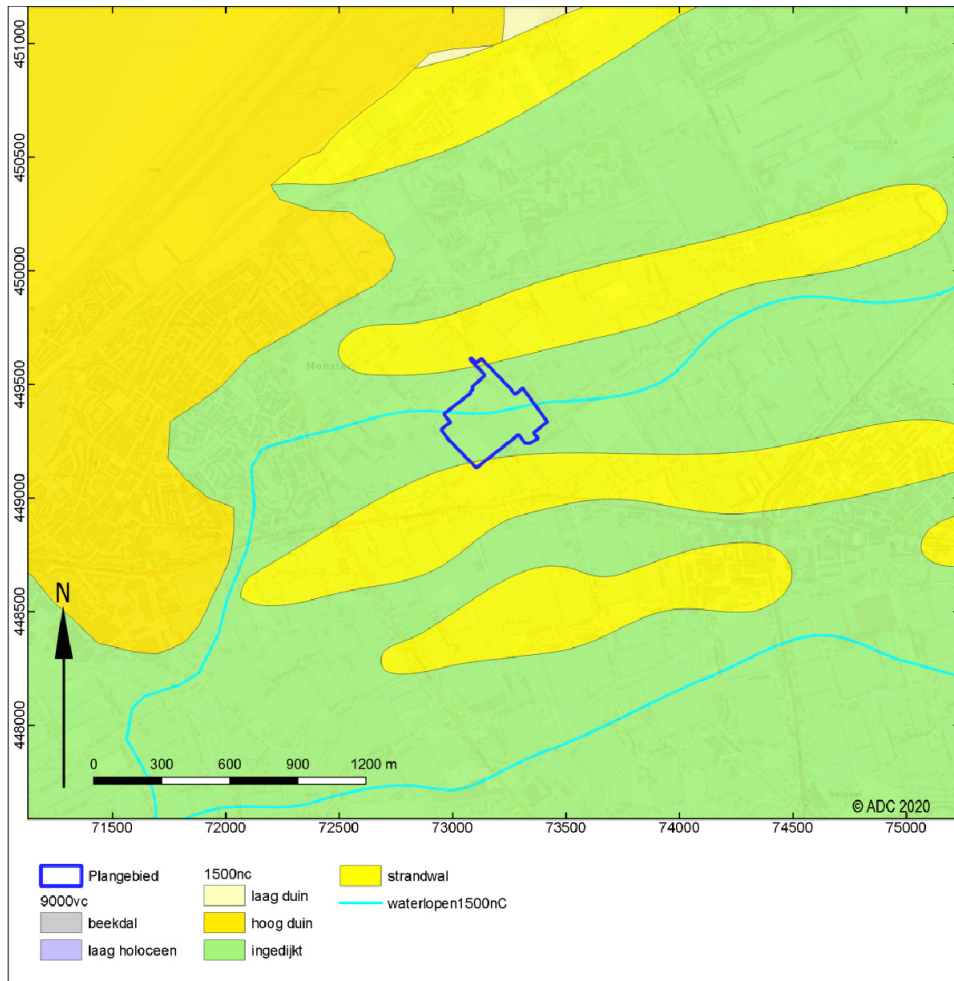 451000
450500
450000
449500
449000
448500
448000
Monster
N
0 300 600 900 1200 m
© ADC 2020
71500 72000 72500 73000 73500 74000 74500 75000
Plangebied
9000vc
beekdal
laag holoceen
1500nc
laag duin
hoog duin
ingedijkt
strandwal
waterlopen1500nC